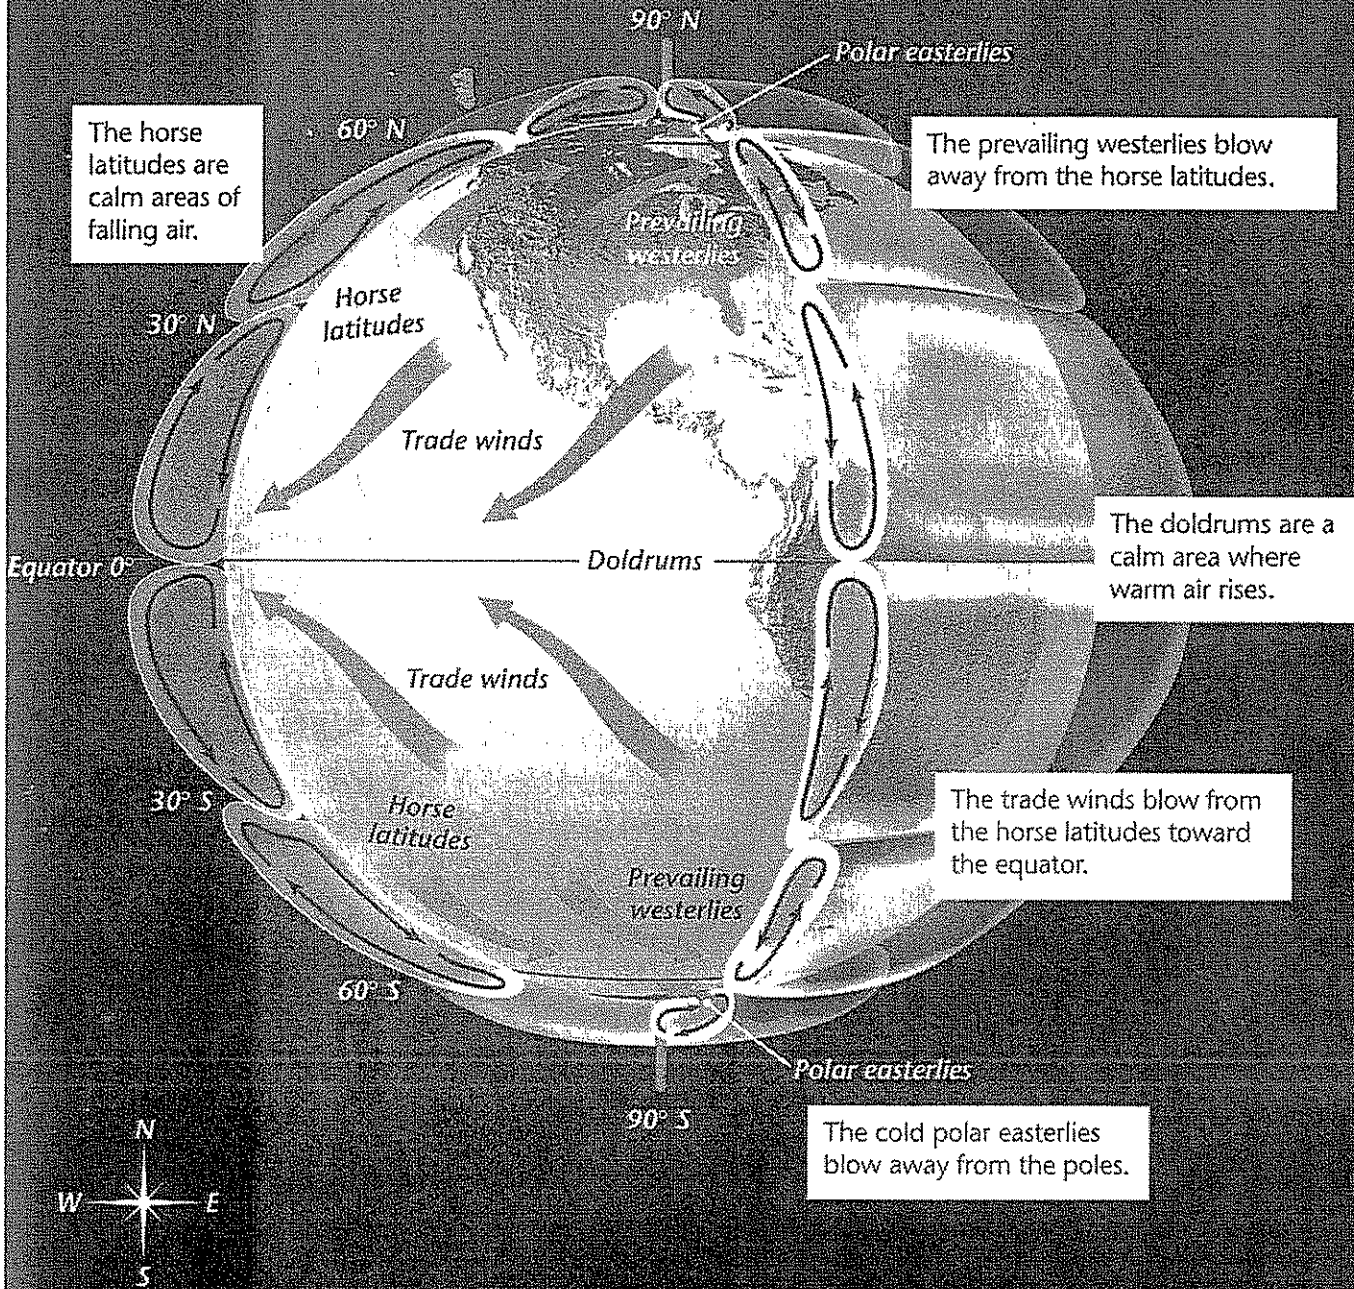 90° N
Polar easterlies
60° N
The horse
latitudes are
calm areas of
falling air.
The prevailing westerlies blow
away from the horse latitudes.
Prevailing
westerlies
Horse
latitudes
30° N
Trade winds
The doldrums are a
calm area where
warm air rises.
Equator 0°
Doldrums
Trade winds
30° S
Horse
latitudes
The trade winds blow from
the horse latitudes toward
the equator.
Prevailing
westerlies
60° S
Polar easterlies
90° S
The cold polar easterlies
blow away from the poles.
N
W E
S